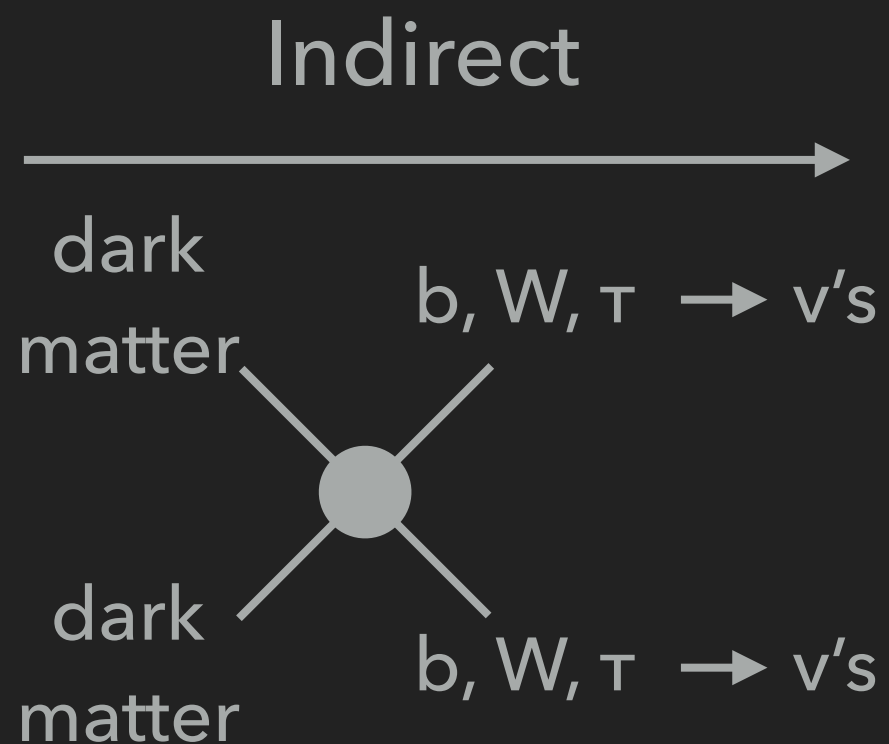 Indirect
dark
matter
b, W, τ → ν's
dark
matter
b, W, τ → ν's